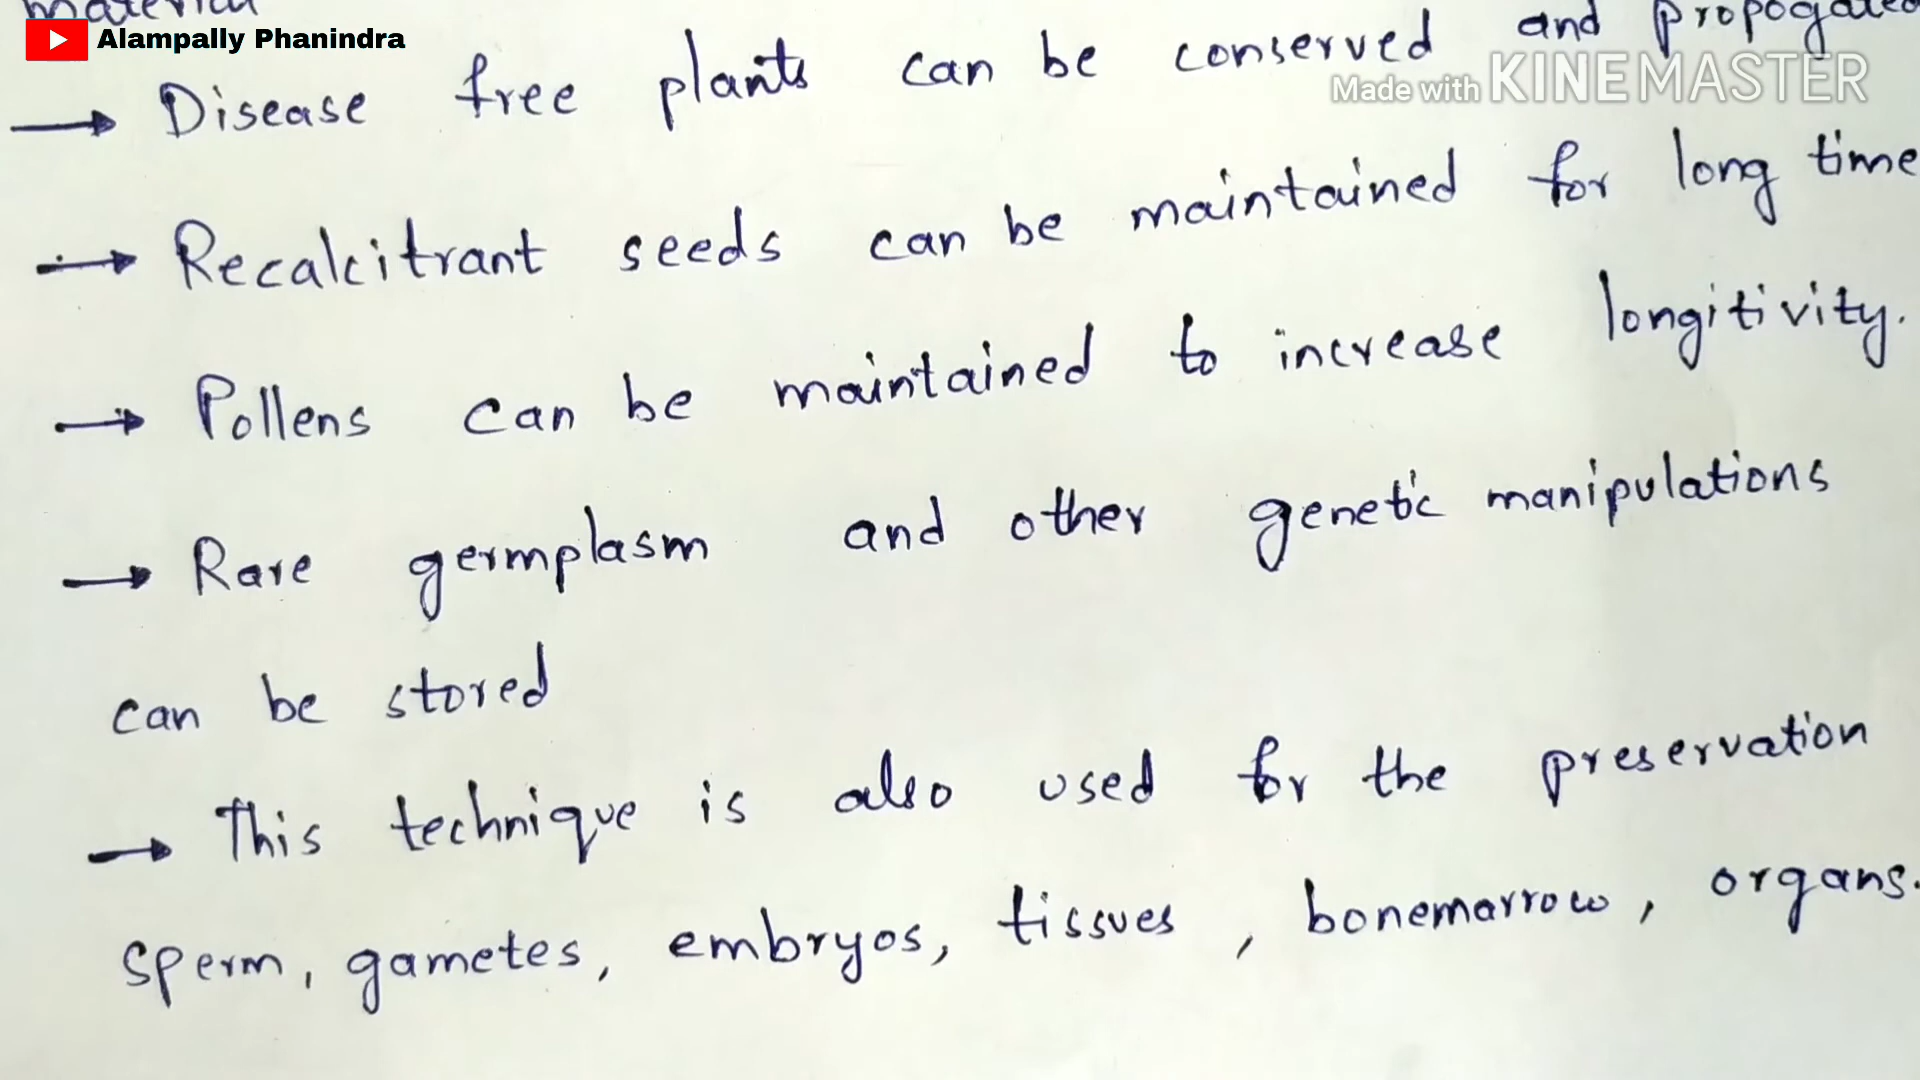 material
Alampally Phanindra
→ Disease free plants can be conserved and propogated
Made with KINEMASTER
→ Recalcitrant seeds can be maintained for long time
→ Pollens can be maintained to increase longitivity.
→ Rare germplasm and other genetic manipulations
can be stored
→ This technique is also used for the preservation
sperm, gametes, embryos, tissues, bonemarrow, organs.